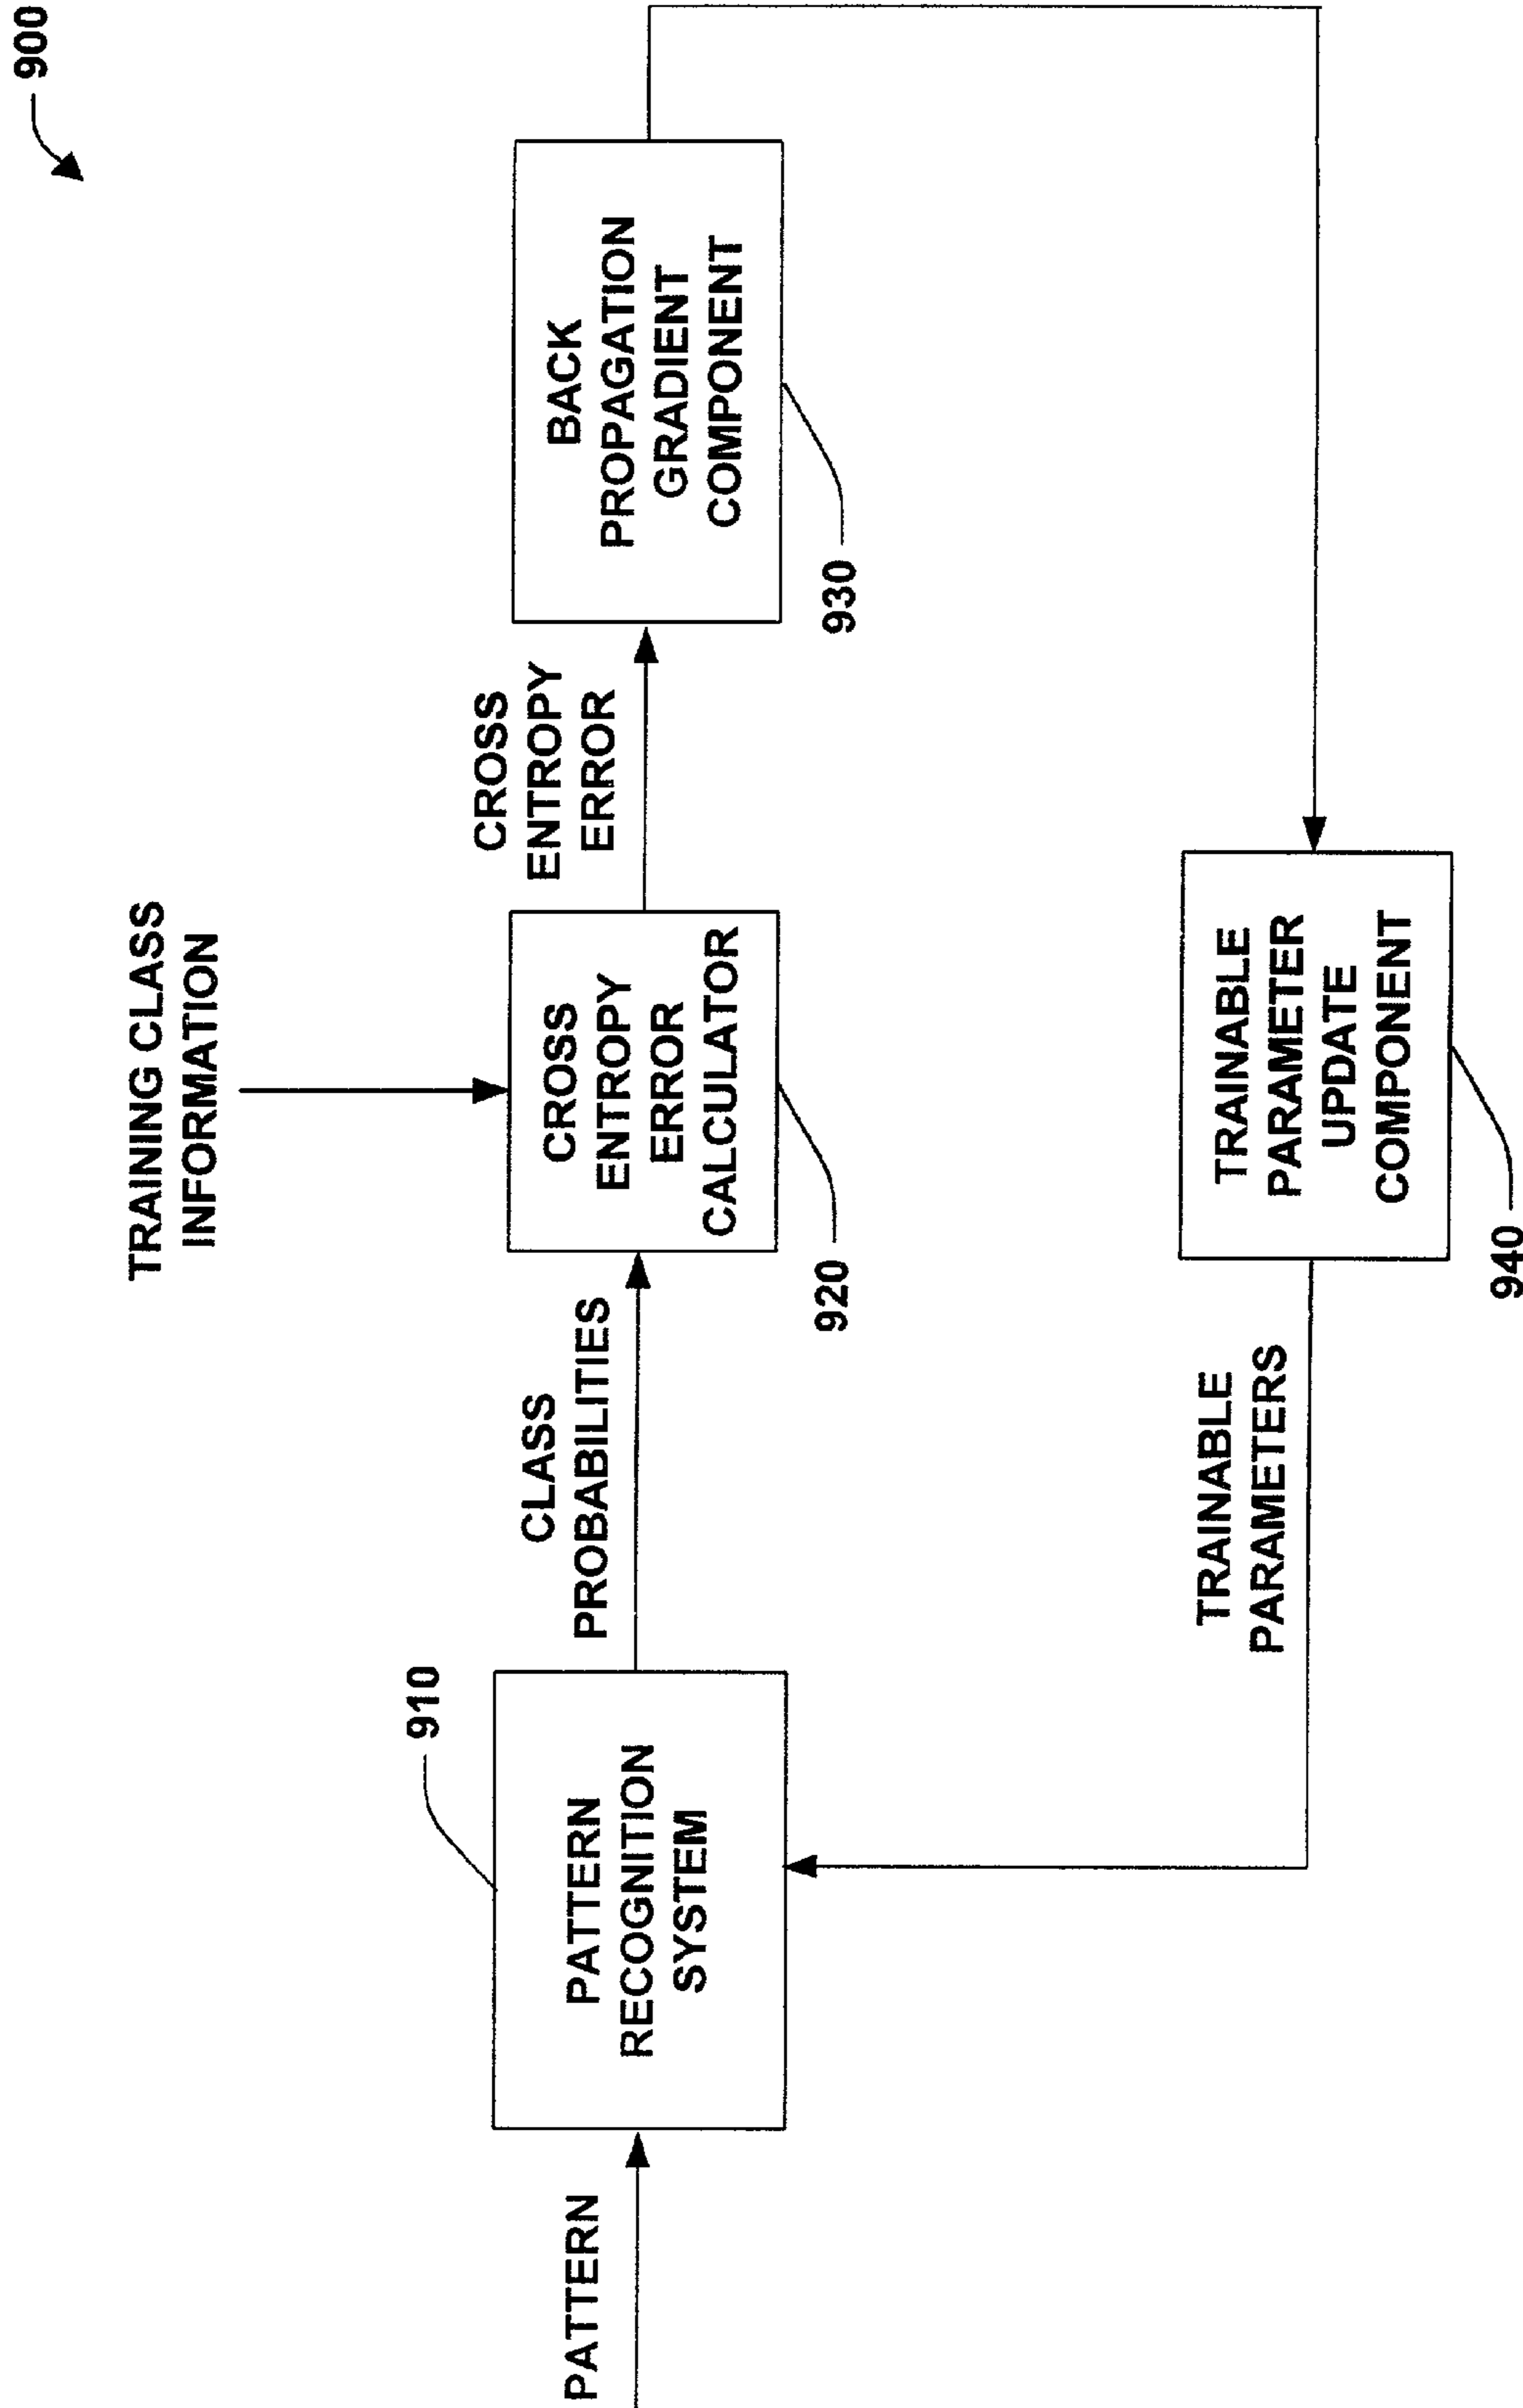 900
TRAINING CLASS
INFORMATION
910
CLASS
PROBABILITIES
CROSS
ENTROPY
ERROR
PATTERN
PATTERN
RECOGNITION
SYSTEM
CROSS
ENTROPY
ERROR
CALCULATOR
BACK
PROPAGATION
GRADIENT
COMPONENT
920
930
TRAINABLE
PARAMETERS
TRAINABLE
PARAMETER
UPDATE
COMPONENT
940